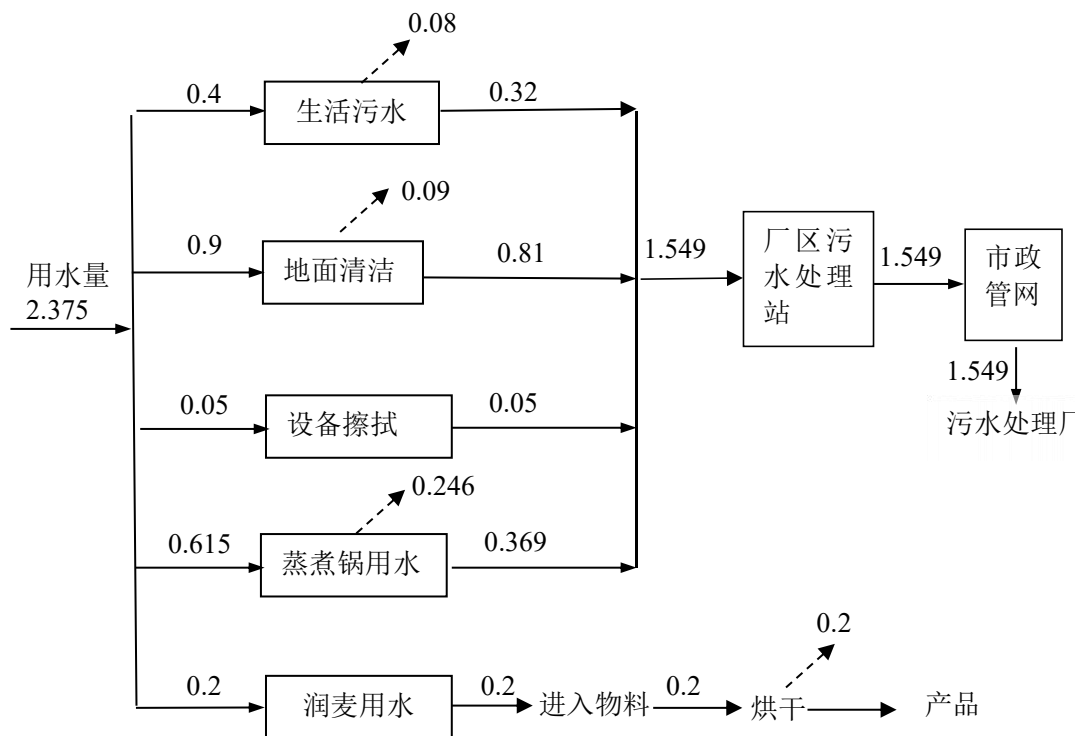 0.08
0.4
生活污水
0.32
0.09
0.9
地面清洁
0.81
用水量
2.375
1.549
厂区污
水处理
站
1.549
市政
管网
1.549
污水处理厂
0.05
设备擦拭
0.05
0.246
0.615
蒸煮锅用水
0.369
0.2
0.2
润麦用水
0.2
进入物料
0.2
烘干
产品